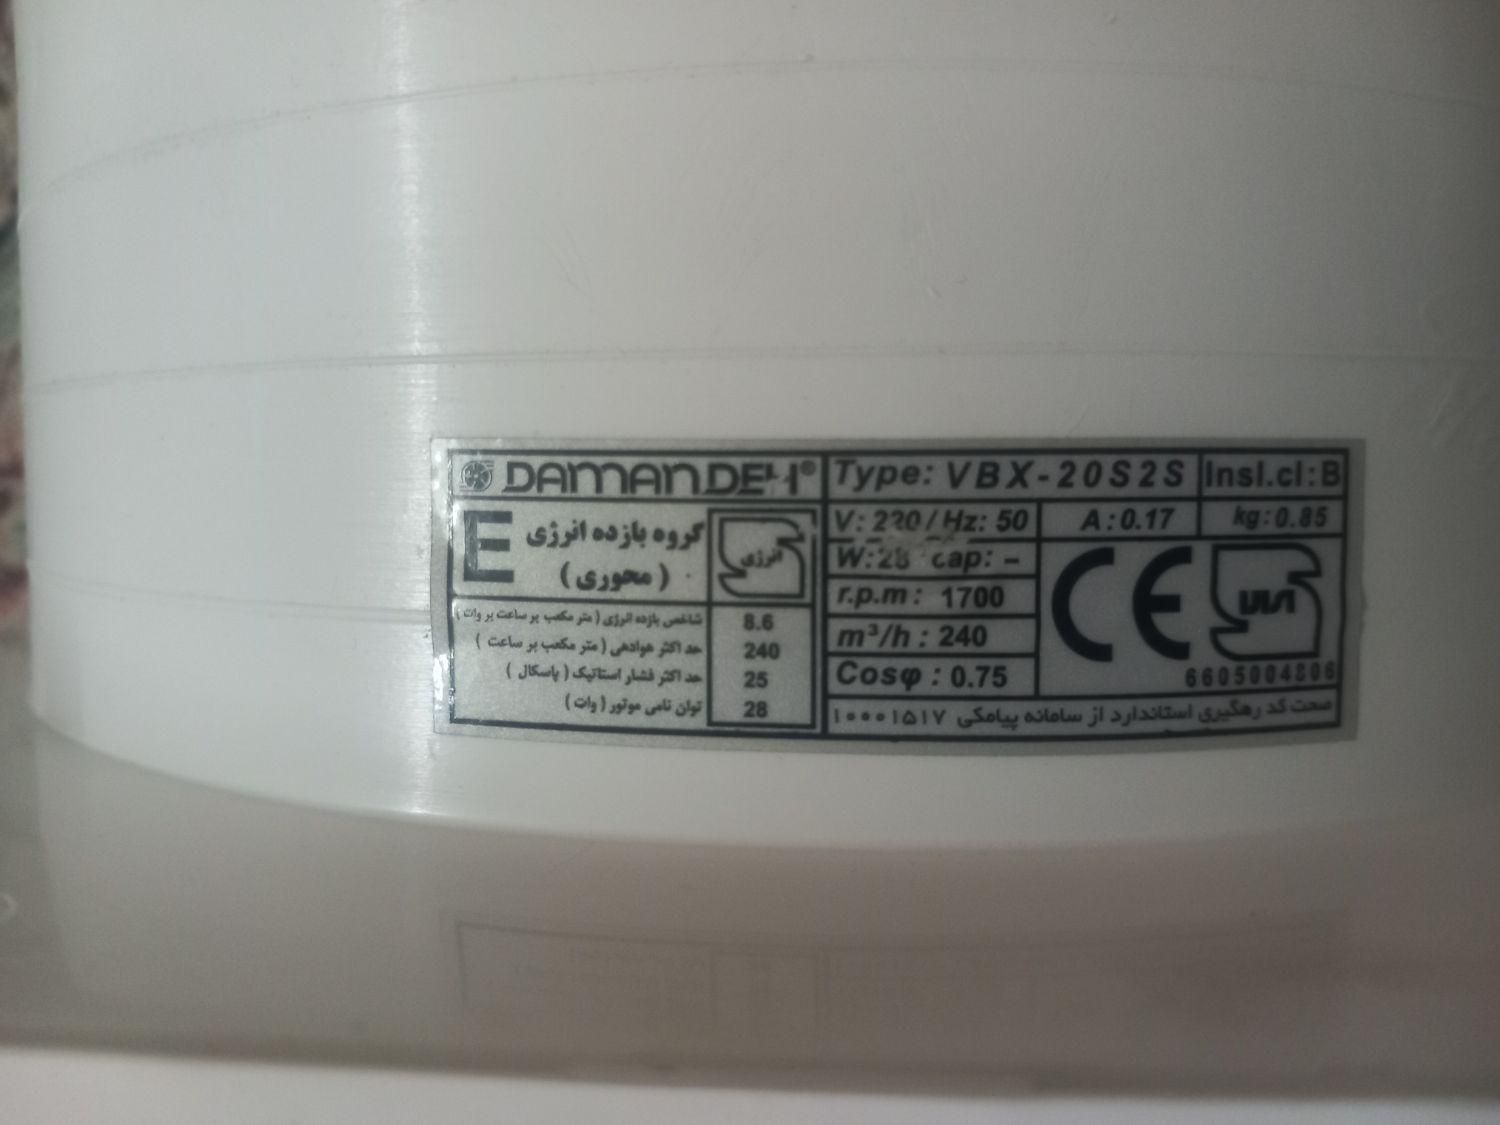 DAMANDEH®
E
گروه بازده انرژی
( محوری )
انرژی
شاخص بازده انرژی ( متر مکعب بر ساعت بر وات ) 8.6
حد اکثر هوادهی ( متر مکعب بر ساعت ) 240
حد اکثر فشار استاتیک ( پاسکال ) 25
توان نامی موتور ( وات ) 28
Type: VBX-20S2S
Insl.cl:B
V: 220/Hz: 50
A:0.17
kg:0.85
W:28 cap: –
r.p.m: 1700
m³/h : 240
Cosφ : 0.75
CE
6605004806
صحت کد رهگیری استاندارد از سامانه پیامکی ۱۰۰۰۱۵۱۷